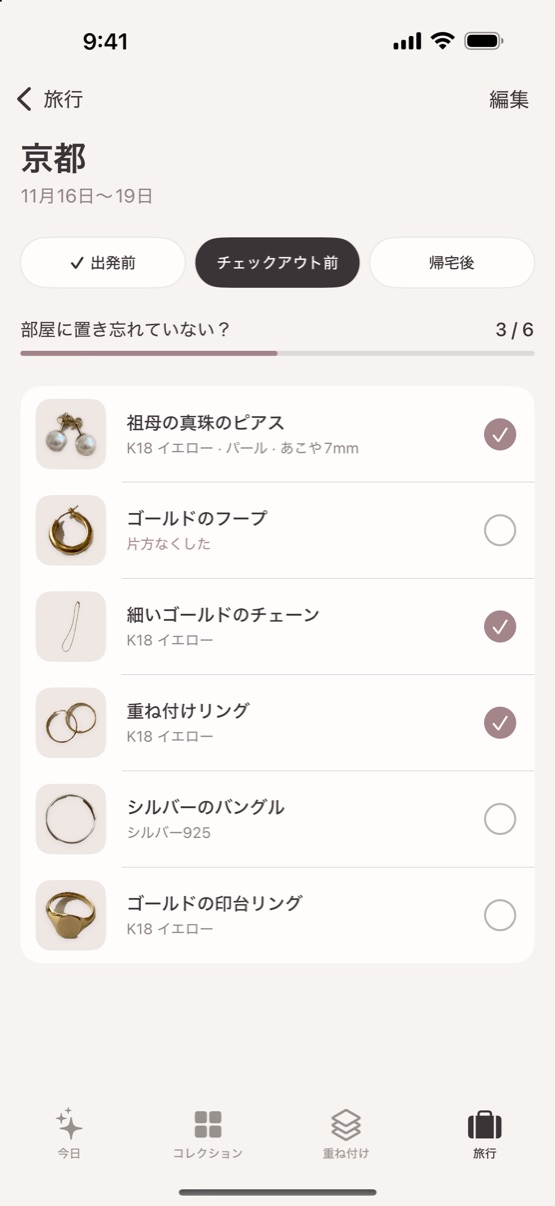 9:41
旅行
編集
京都
11月16日〜19日
出発前
チェックアウト前
帰宅後
部屋に置き忘れていない？
3 / 6
祖母の真珠のピアス
K18 イエロー · パール · あこや7mm
ゴールドのフープ
片方なくした
細いゴールドのチェーン
K18 イエロー
重ね付けリング
K18 イエロー
シルバーのバングル
シルバー925
ゴールドの印台リング
K18 イエロー
今日
コレクション
重ね付け
旅行